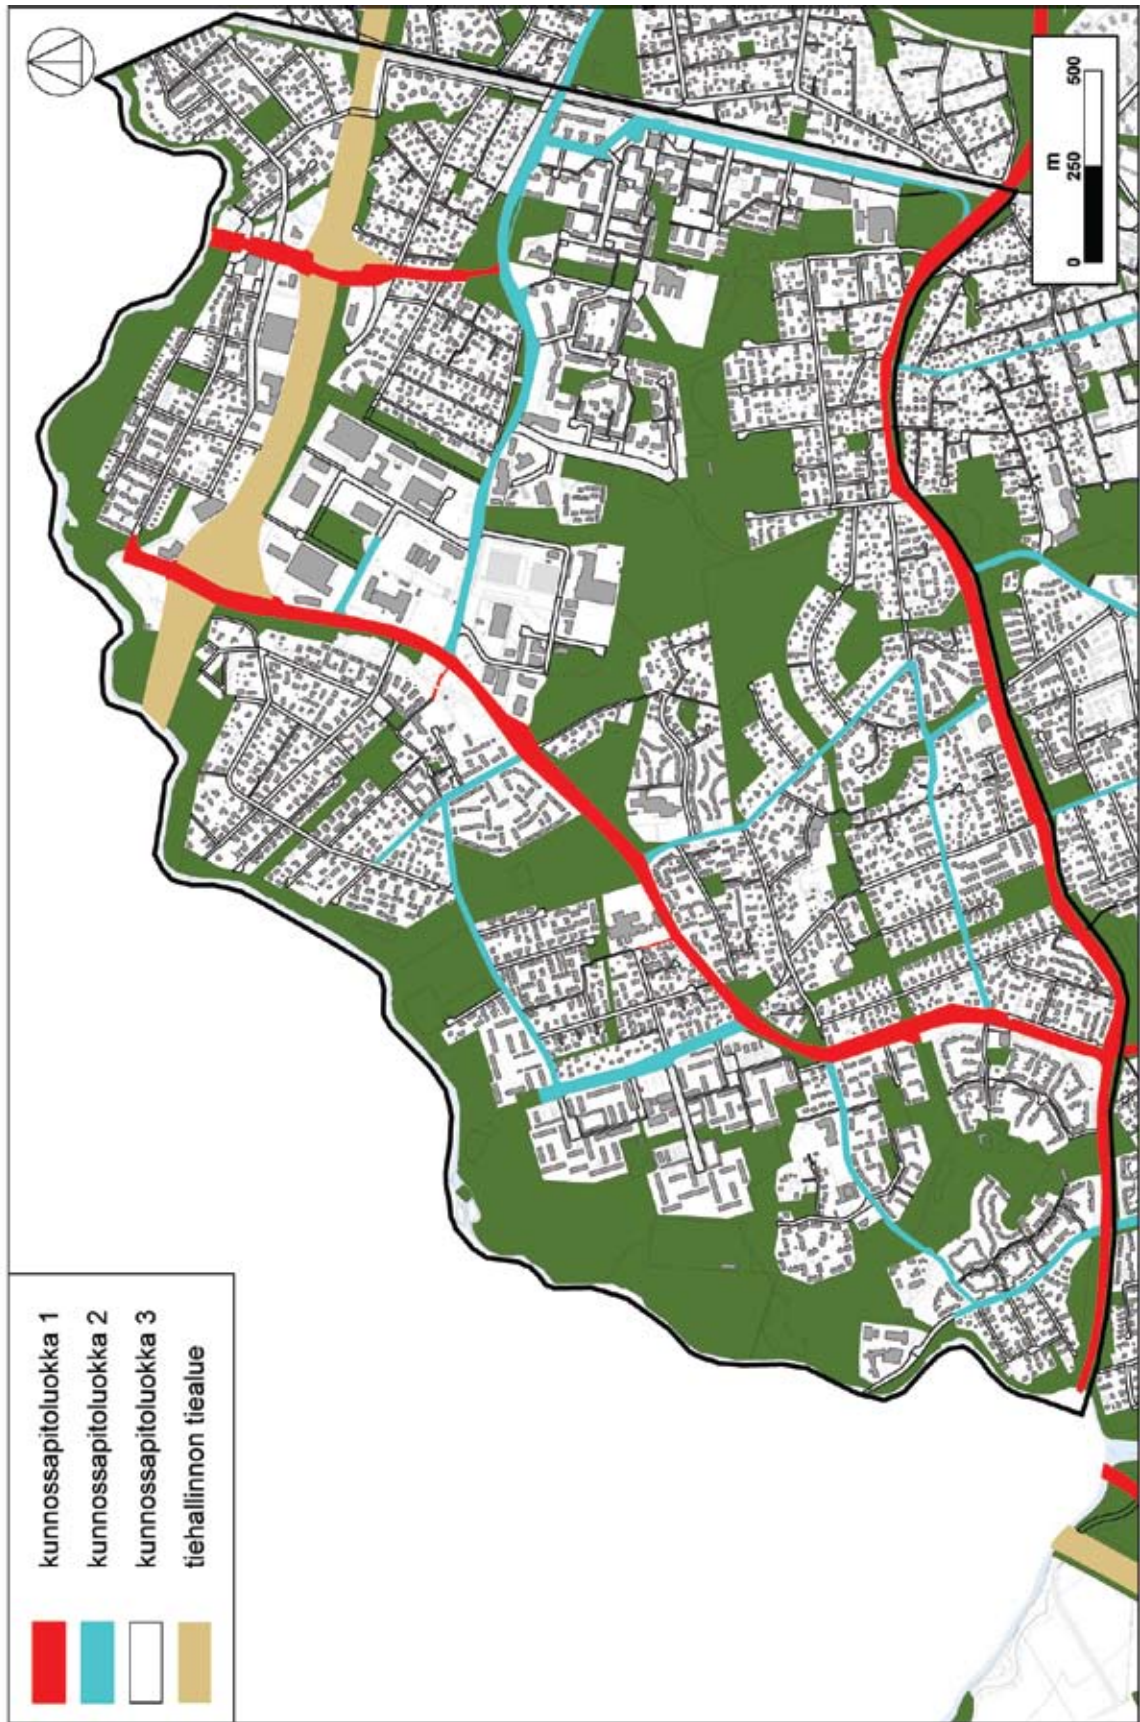 kunnossapitoluokka 1
kunnossapitoluokka 2
kunnossapitoluokka 3
tiehallinnon tiealue
m
0 250 500